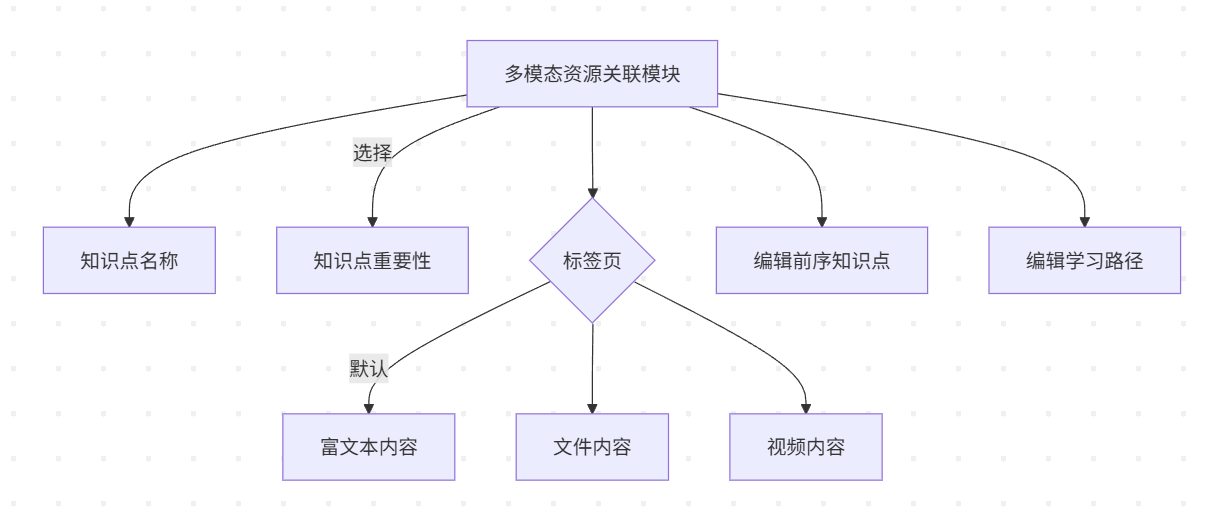 多模态资源关联模块
选择
知识点名称
知识点重要性
标签页
编辑前序知识点
编辑学习路径
默认
富文本内容
文件内容
视频内容